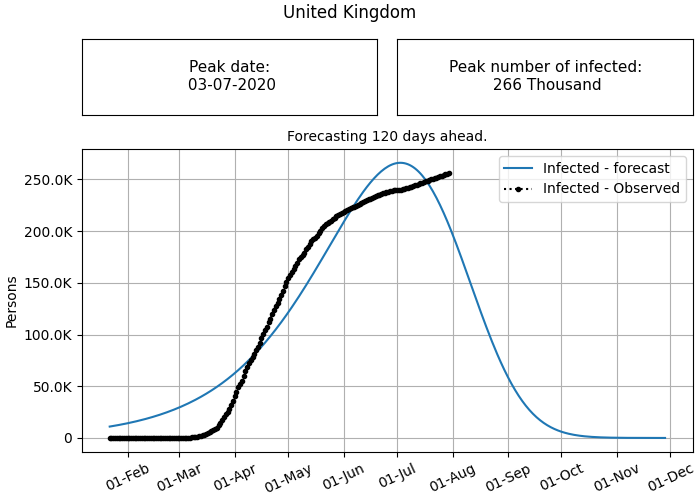 United Kingdom
Peak date:
03-07-2020
Peak number of infected:
266 Thousand
Forecasting 120 days ahead.
Infected - forecast
Infected - Observed
Persons
250.0K
200.0K
150.0K
100.0K
50.0K
0
01-Feb
01-Mar
01-Apr
01-May
01-Jun
01-Jul
01-Aug
01-Sep
01-Oct
01-Nov
01-Dec